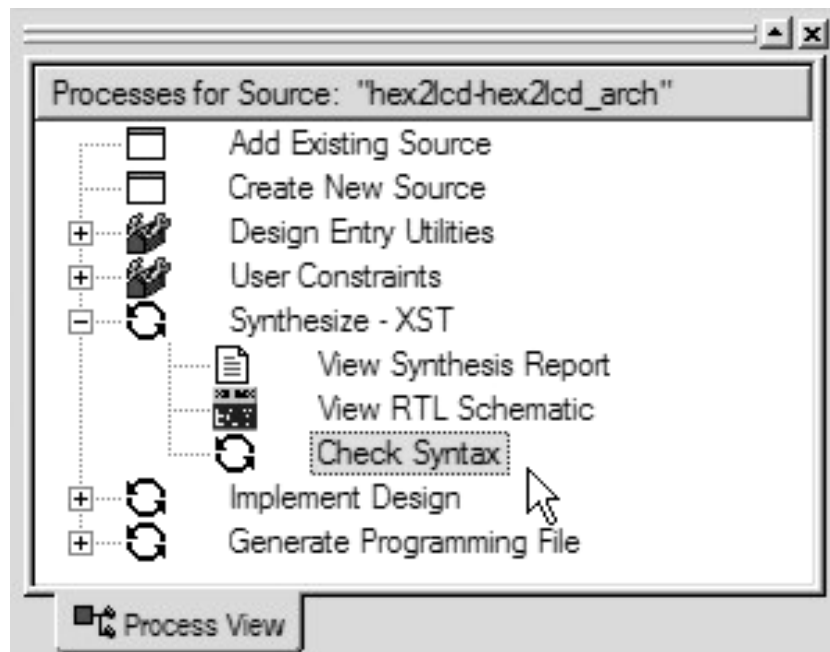 Processes for Source: "hex2lcd-hex2lcd_arch"
Add Existing Source
Create New Source
Design Entry Utilities
User Constraints
Synthesize - XST
View Synthesis Report
View RTL Schematic
Check Syntax
Implement Design
Generate Programming File
Process View